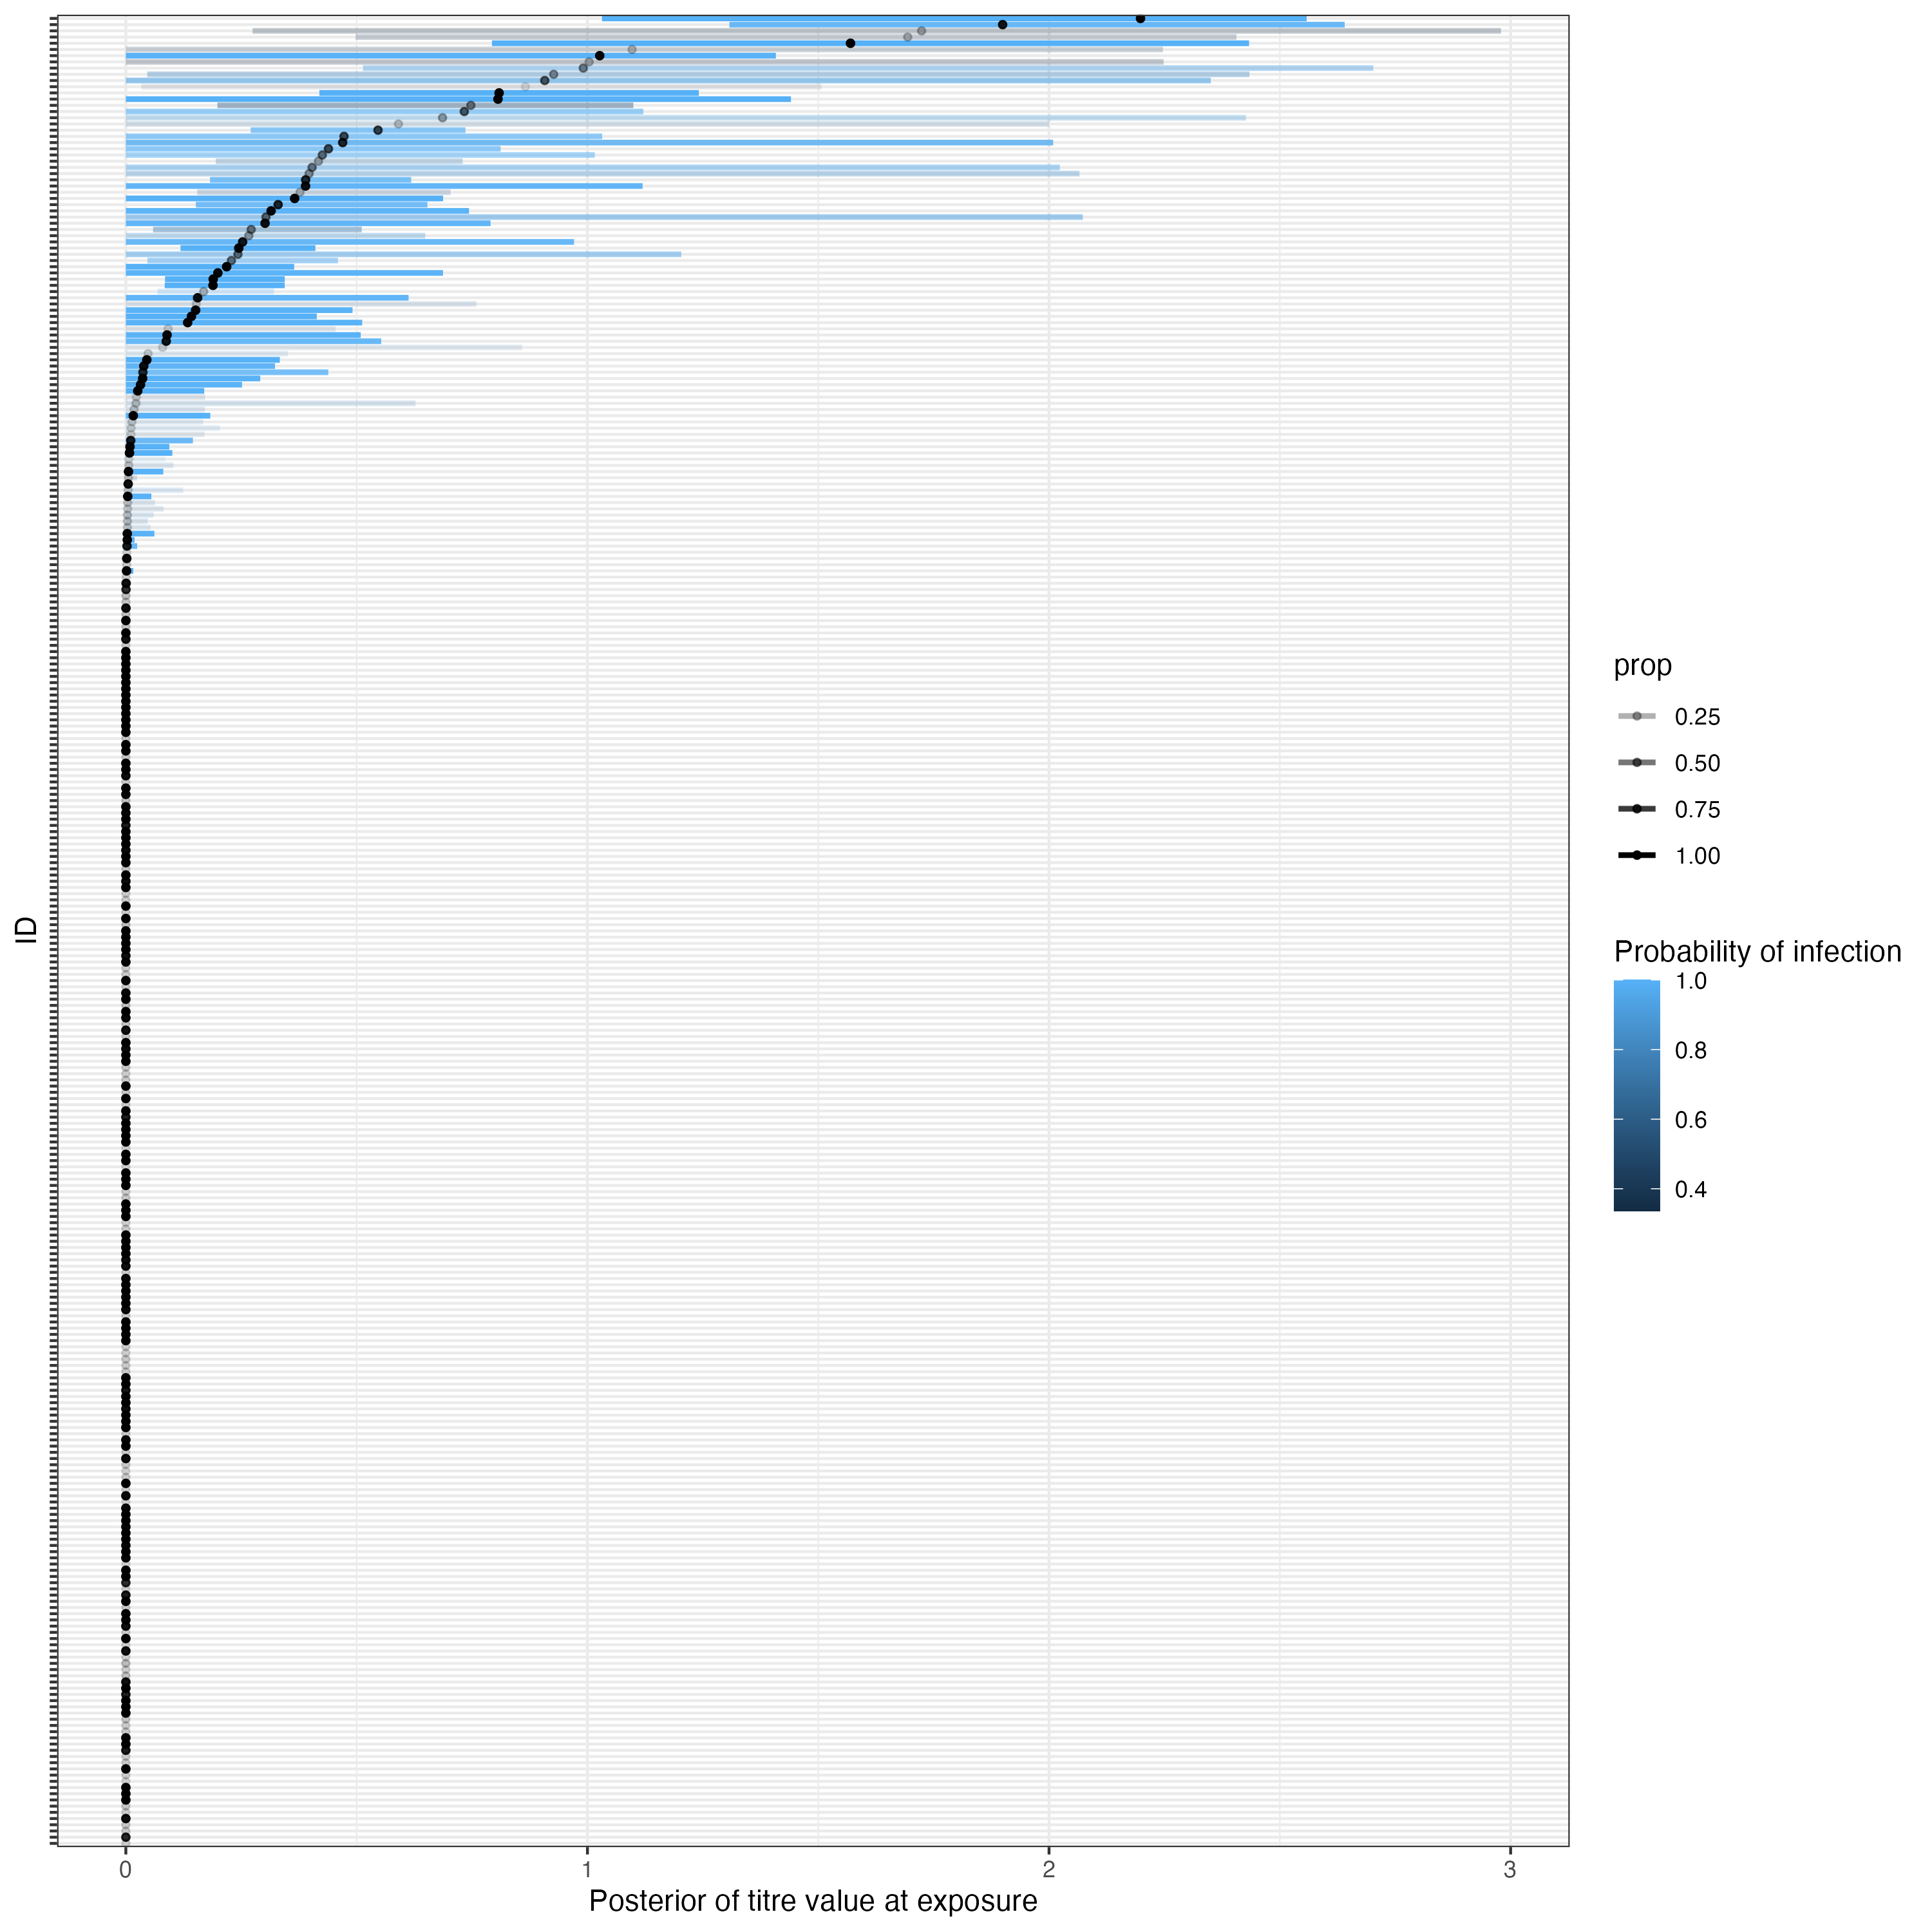 ID
0 1 2 3
Posterior of titre value at exposure
prop
0.25
0.50
0.75
1.00
Probability of infection
1.0
0.8
0.6
0.4